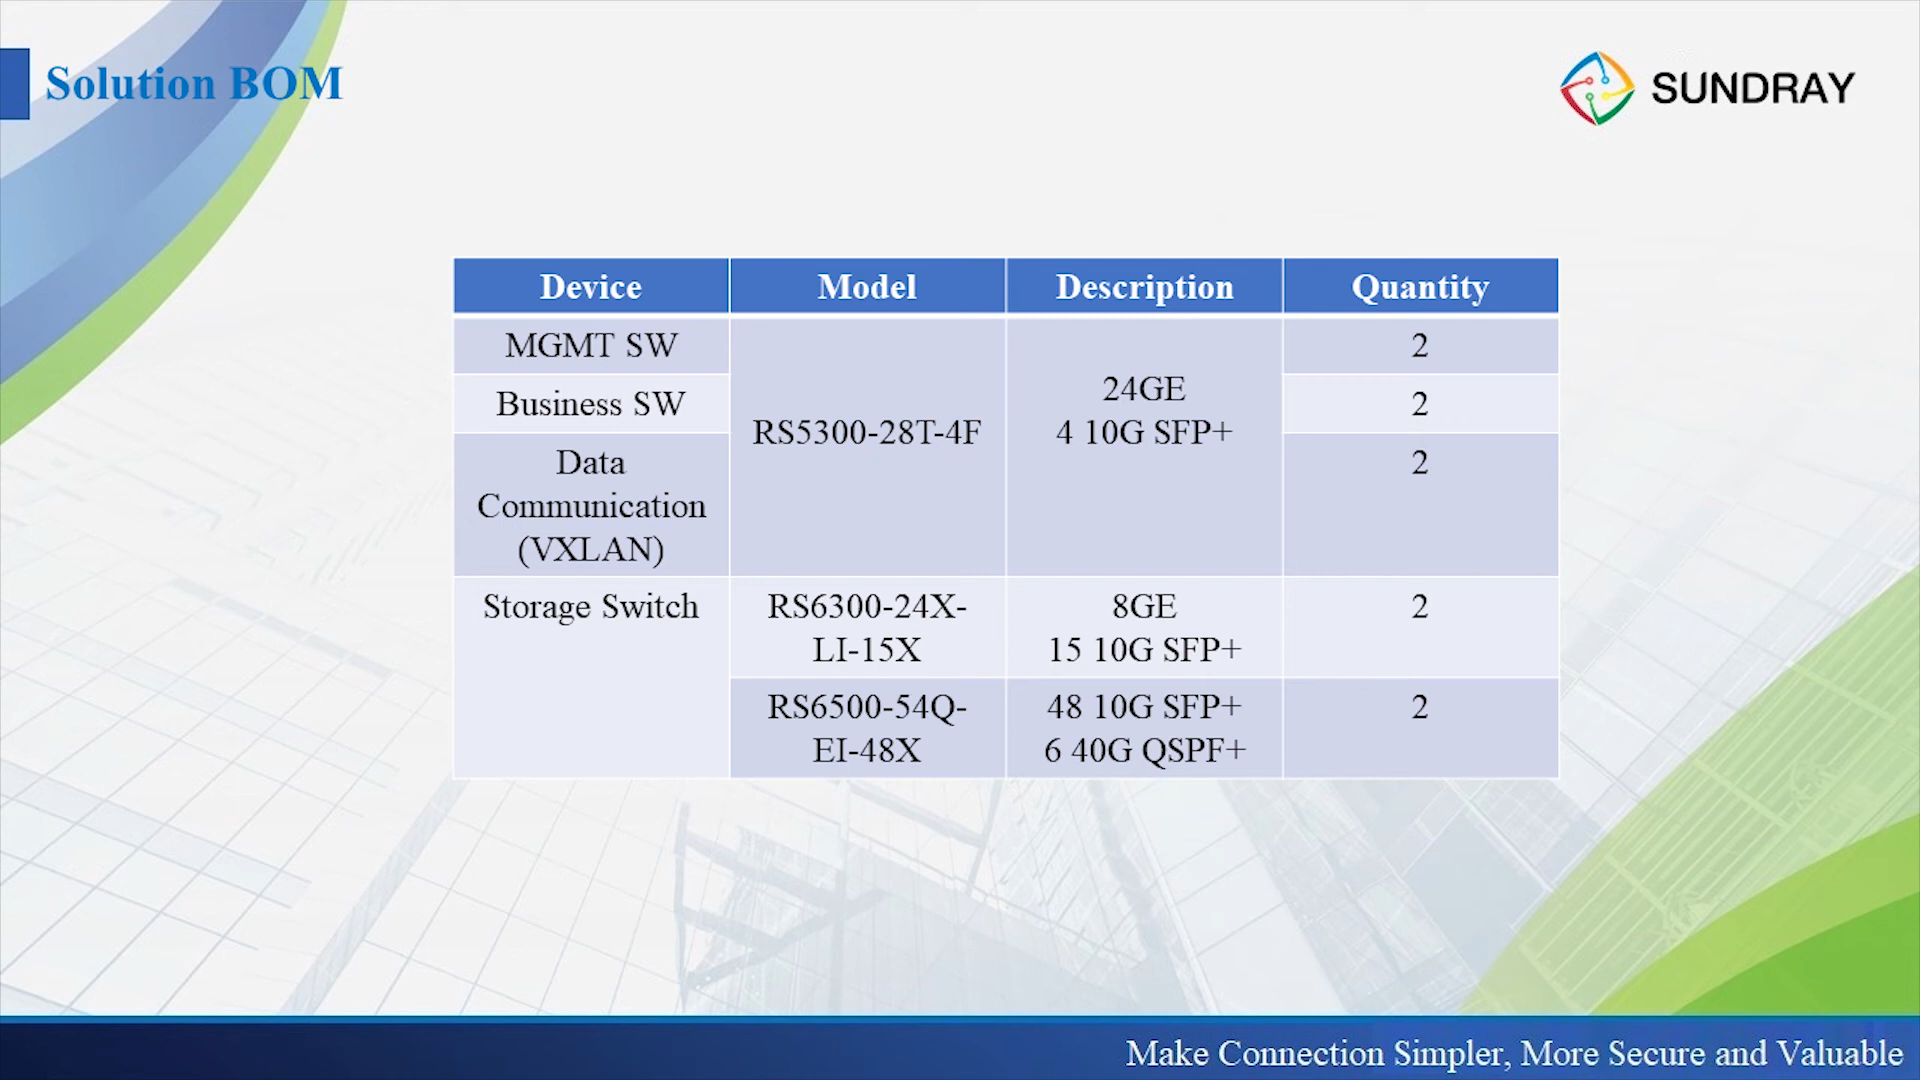 Solution BOM
SUNDRAY
Device Model Description Quantity
MGMT SW
RS5300-28T-4F
24GE
4 10G SFP+
2
Business SW
2
Data
Communication
(VXLAN)
2
Storage Switch
RS6300-24X-
LI-15X
8GE
15 10G SFP+
2
RS6500-54Q-
EI-48X
48 10G SFP+
6 40G QSPF+
2
Make Connection Simpler, More Secure and Valuable